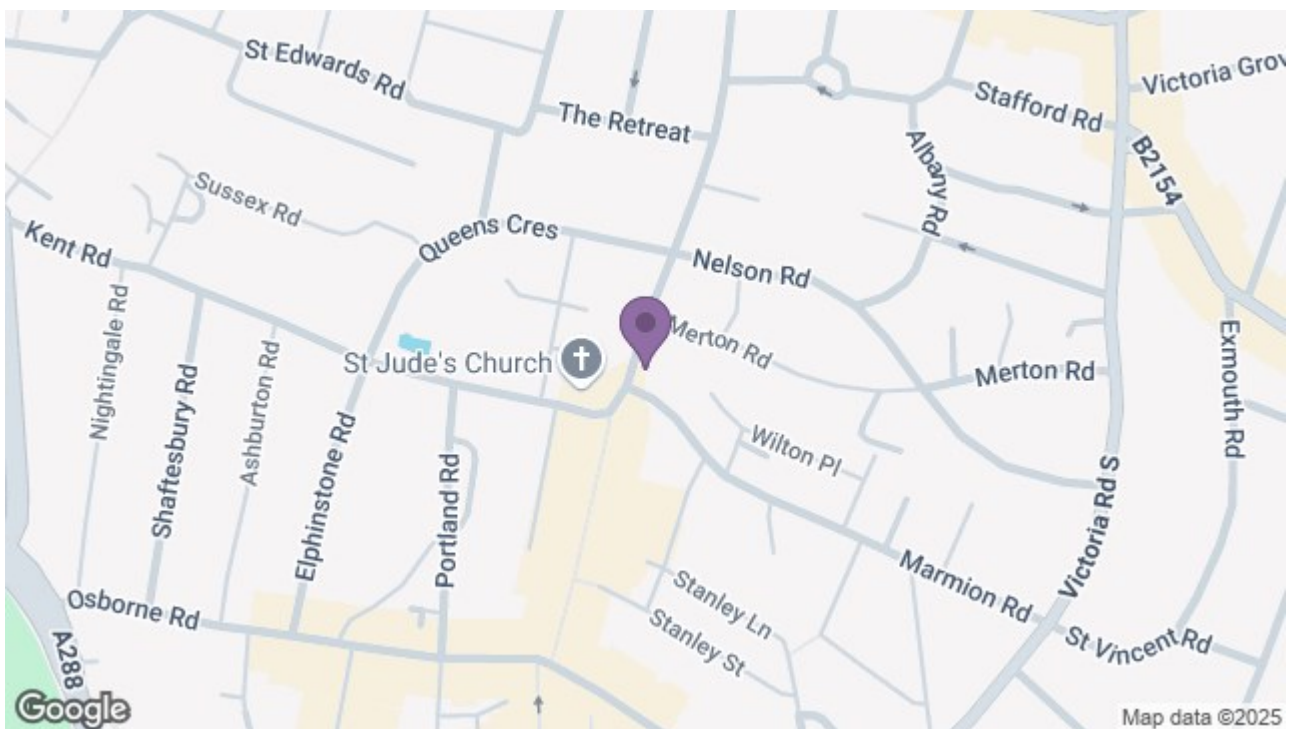 St Edwards Rd
The Retreat
Stafford Rd
Victoria Grov
B2154
Albany Rd
Sussex Rd
Queens Cres
Kent Rd
Nelson Rd
Nightingale Rd
Merton Rd
St Jude's Church
Merton Rd
Exmouth Rd
Shaftesbury Rd
Ashburton Rd
Elphinstone Rd
Portland Rd
Wilton Pl
Victoria Rd S
Marmion Rd
Osborne Rd
Stanley Ln
Stanley St
St Vincent Rd
A288
Google
Map data ©2025